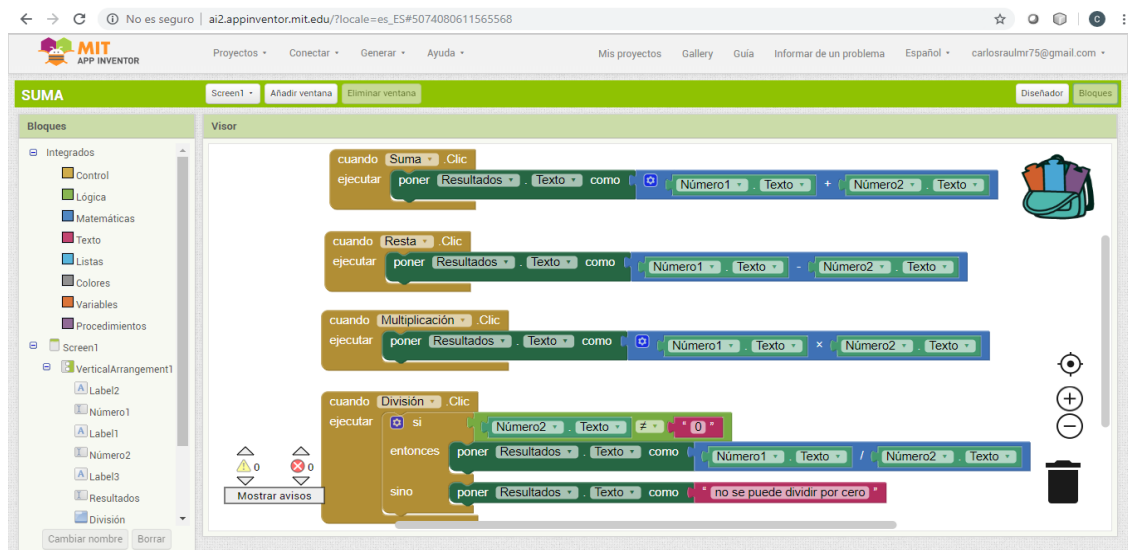 No es seguro | ai2.appinventor.mit.edu/?locale=es_ES#5074080611565568 C
MIT APP INVENTOR Proyectos Conectar Generar Ayuda Mis proyectos Gallery Guía Informar de un problema Español carlosraulmr75@gmail.com
SUMA Screen1 Añadir ventana Eliminar ventana Diseñador Bloques
Bloques Visor
Integrados
Control
Lógica
Matemáticas
Texto
Listas
Colores
Variables
Procedimientos
Screen1
VerticalArrangement1
Label2
Número1
Label1
Número2
Label3
Resultados
División
Cambiar nombre Borrar
cuando Suma .Clic
ejecutar poner Resultados . Texto como Número1 . Texto + Número2 . Texto
cuando Resta .Clic
ejecutar poner Resultados . Texto como Número1 . Texto - Número2 . Texto
cuando Multiplicación .Clic
ejecutar poner Resultados . Texto como Número1 . Texto × Número2 . Texto
cuando División .Clic
ejecutar si Número2 . Texto ≠ " 0 "
entonces poner Resultados . Texto como Número1 . Texto / Número2 . Texto
sino poner Resultados . Texto como " no se puede dividir por cero "
0 0
Mostrar avisos